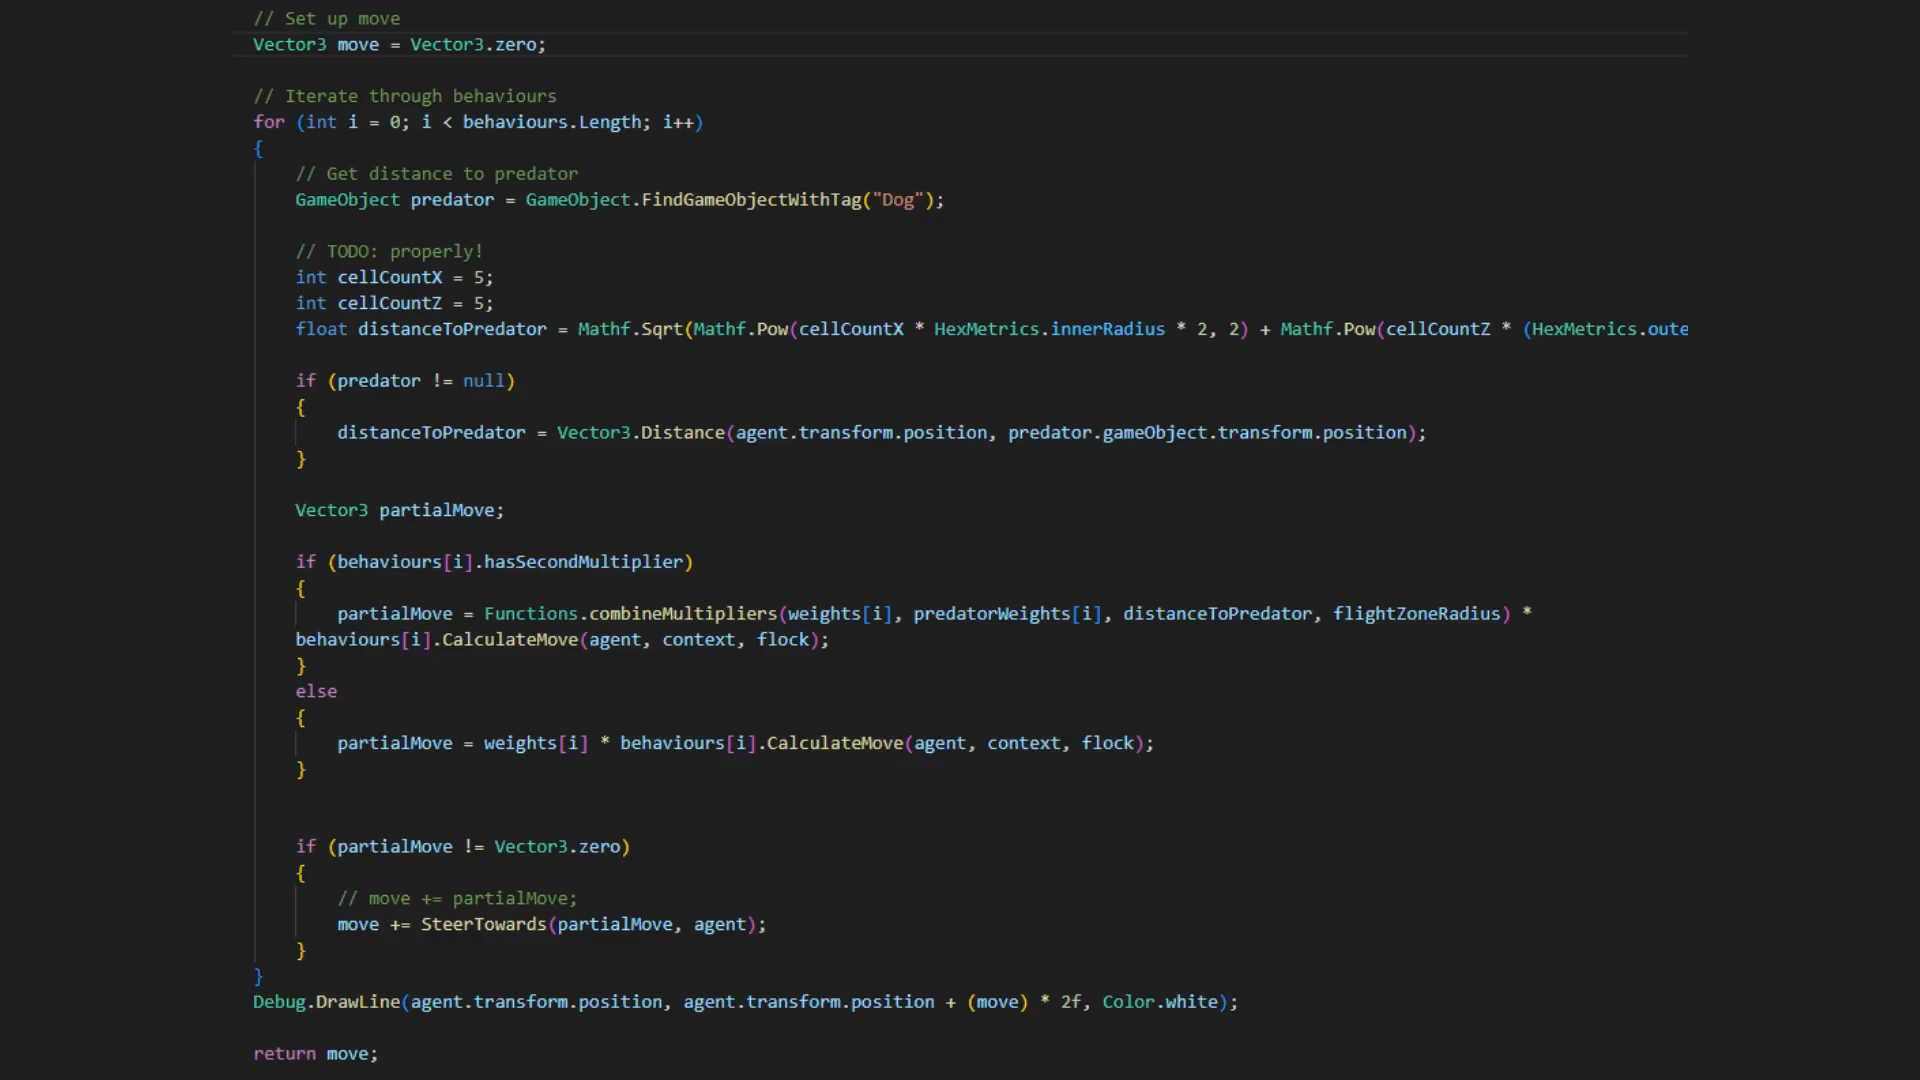 // Set up move
Vector3 move = Vector3.zero;
// Iterate through behaviours
for (int i = 0; i < behaviours.Length; i++)
{
// Get distance to predator
GameObject predator = GameObject.FindGameObjectWithTag("Dog");
// TODO: properly!
int cellCountX = 5;
int cellCountZ = 5;
float distanceToPredator = Mathf.Sqrt(Mathf.Pow(cellCountX * HexMetrics.innerRadius * 2, 2) + Mathf.Pow(cellCountZ * (HexMetrics.oute
if (predator != null)
{
distanceToPredator = Vector3.Distance(agent.transform.position, predator.gameObject.transform.position);
}
Vector3 partialMove;
if (behaviours[i].hasSecondMultiplier)
{
partialMove = Functions.combineMultipliers(weights[i], predatorWeights[i], distanceToPredator, flightZoneRadius) *
behaviours[i].CalculateMove(agent, context, flock);
}
else
{
partialMove = weights[i] * behaviours[i].CalculateMove(agent, context, flock);
}
if (partialMove != Vector3.zero)
{
// move += partialMove;
move += SteerTowards(partialMove, agent);
}
}
Debug.DrawLine(agent.transform.position, agent.transform.position + (move) * 2f, Color.white);
return move;